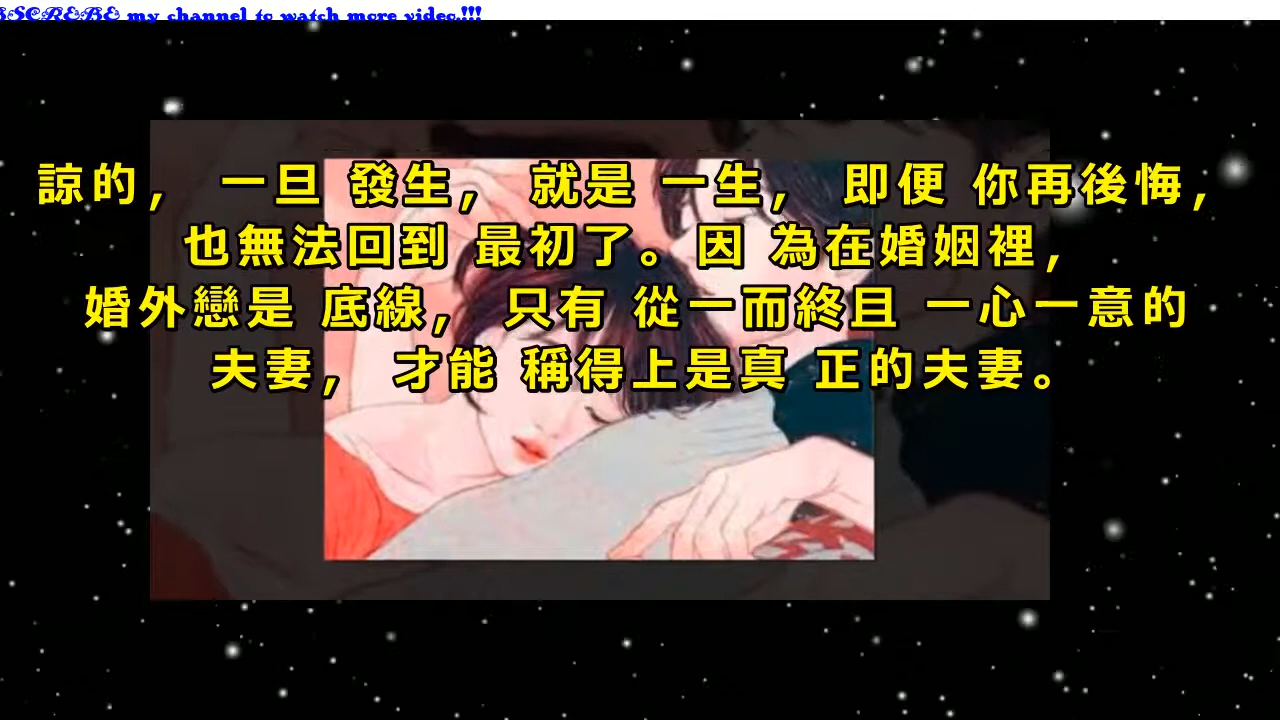 my channel to watch more video.!!!
諒的， 一旦 發生， 就是 一生， 即便 你再後悔，
也無法回到 最初了。因 為在婚姻裡，
婚外戀是 底線， 只有 從一而終且 一心一意的
夫妻， 才能 稱得上是真 正的夫妻。